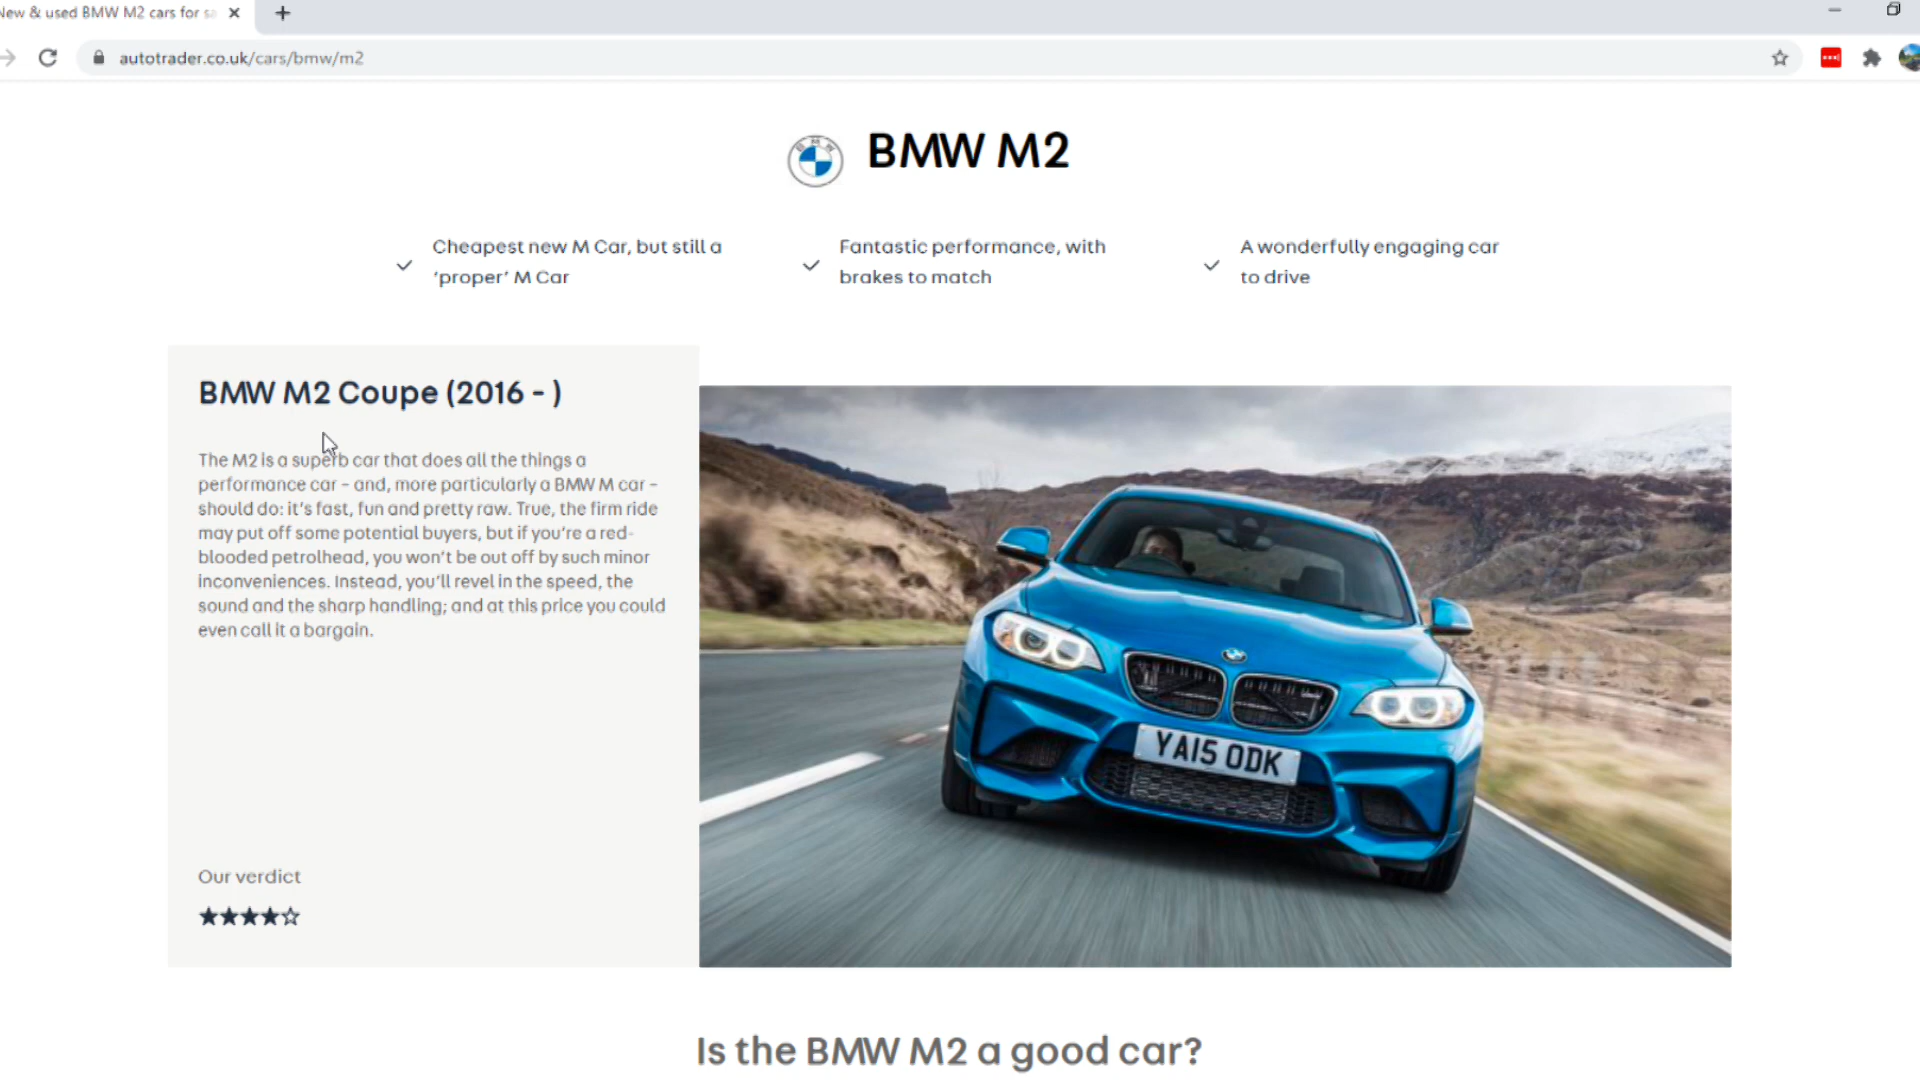 New & used BMW M2 cars for sa
autotrader.co.uk/cars/bmw/m2
BMW M2
Cheapest new M Car, but still a
‘proper’ M Car
Fantastic performance, with
brakes to match
A wonderfully engaging car
to drive
BMW M2 Coupe (2016 - )
The M2 is a superb car that does all the things a
performance car – and, more particularly a BMW M car –
should do: it’s fast, fun and pretty raw. True, the firm ride
may put off some potential buyers, but if you’re a red-
blooded petrolhead, you won’t be out off by such minor
inconveniences. Instead, you’ll revel in the speed, the
sound and the sharp handling; and at this price you could
even call it a bargain.
YA15 ODK
Our verdict
Is the BMW M2 a good car?